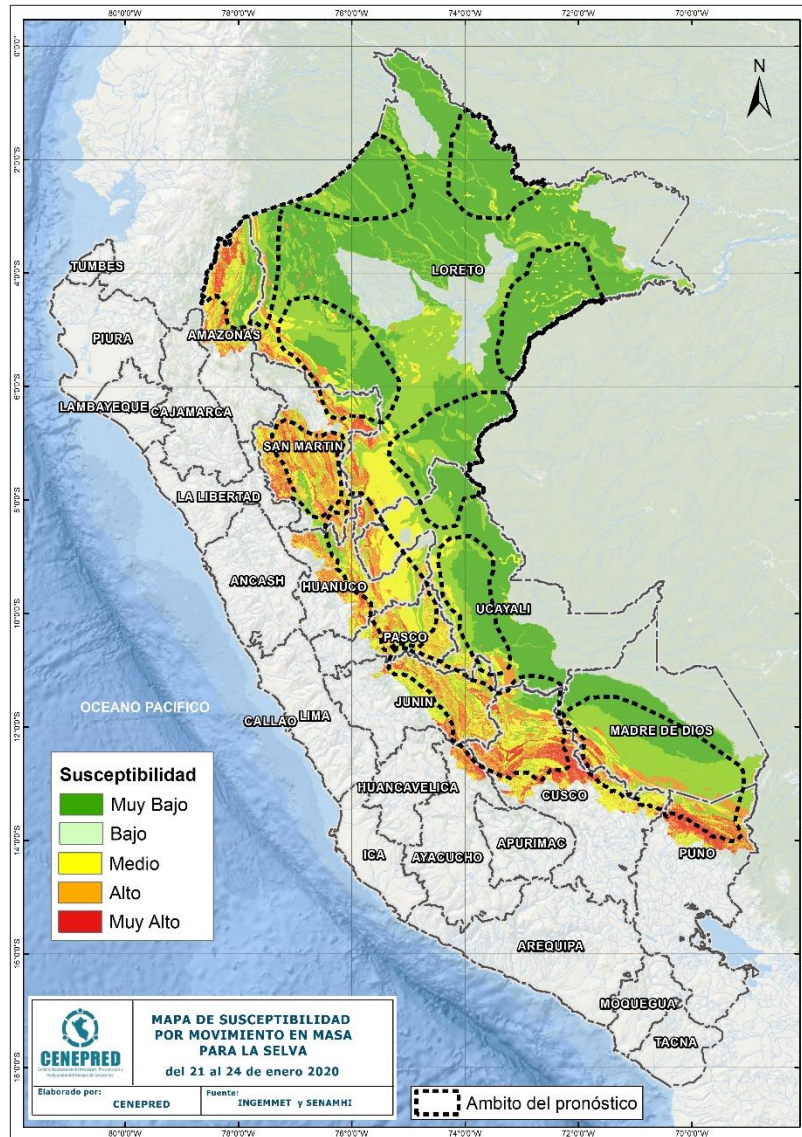 80°0'0"W 78°0'0"W 76°0'0"W 74°0'0"W 72°0'0"W 70°0'0"W
0°0'0"
2°0'0"S
4°0'0"S
6°0'0"S
8°0'0"S
10°0'0"S
12°0'0"S
14°0'0"S
16°0'0"S
18°0'0"S
N
LORETO
TUMBES
PIURA
AMAZONAS
LAMBAYEQUE
CAJAMARCA
SAN MARTIN
LA LIBERTAD
ANCASH
HUANUCO
UCAYALI
PASCO
OCEANO PACIFICO
CALLAO
LIMA
JUNIN
MADRE DE DIOS
HUANCAVELICA
CUSCO
ICA
AYACUCHO
APURIMAC
PUNO
AREQUIPA
MOQUEGUA
TACNA
Susceptibilidad
Muy Bajo
Bajo
Medio
Alto
Muy Alto
CENEPRED
MAPA DE SUSCEPTIBILIDAD
POR MOVIMIENTO EN MASA
PARA LA SELVA
del 21 al 24 de enero 2020
Elaborado por:
CENEPRED
Fuente:
INGEMMET y SENAMHI
Ambito del pronóstico
80°0'0"W 78°0'0"W 76°0'0"W 74°0'0"W 72°0'0"W 70°0'0"W